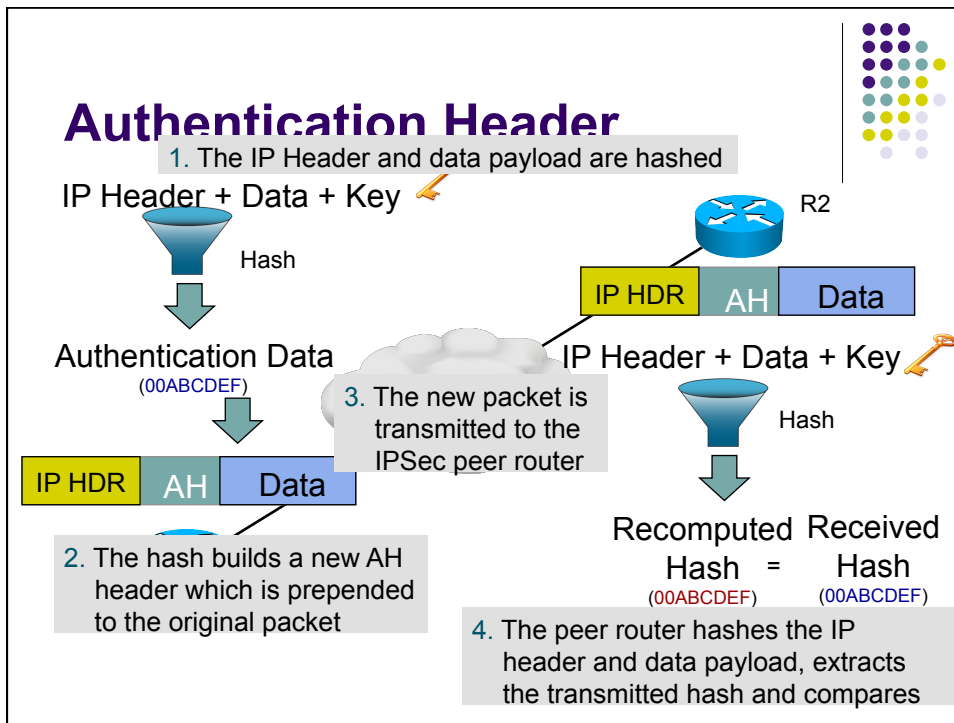 Authentication Header
1. The IP Header and data payload are hashed
IP Header + Data + Key
Hash
Authentication Data
(00ABCDEF)
IP HDR AH Data
2. The hash builds a new AH
header which is prepended
to the original packet
3. The new packet is
transmitted to the
IPSec peer router
R2
IP HDR AH Data
IP Header + Data + Key
Hash
Recomputed
Hash
(00ABCDEF)
=
Received
Hash
(00ABCDEF)
4. The peer router hashes the IP
header and data payload, extracts
the transmitted hash and compares